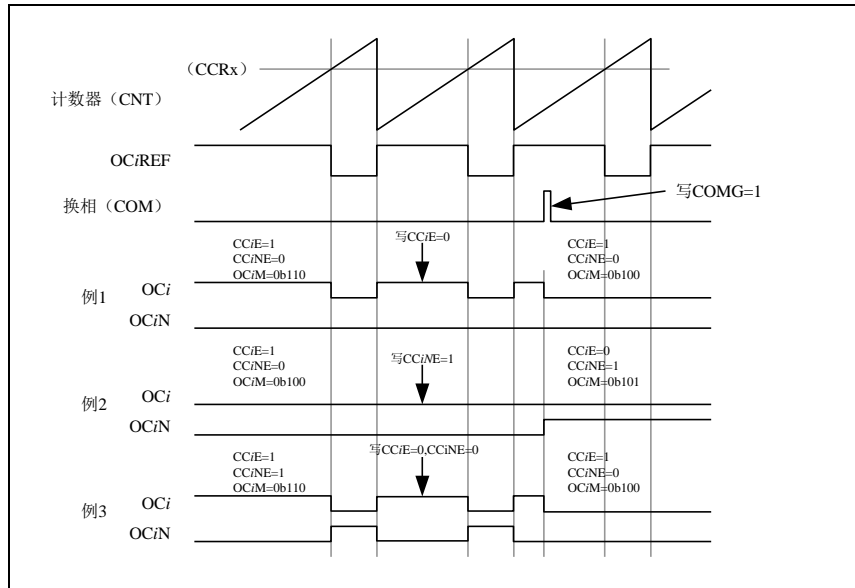 （CCRx）
计数器（CNT）
OCiREF
换相（COM）
写COMG=1
写CCiE=0
CCiE=1
CCiNE=0
OCiM=0b110
CCiE=1
CCiNE=0
OCiM=0b100
例1
OCi
OCiN
写CCiNE=1
CCiE=1
CCiNE=0
OCiM=0b100
CCiE=0
CCiNE=1
OCiM=0b101
例2
OCi
OCiN
写CCiE=0,CCiNE=0
CCiE=1
CCiNE=1
OCiM=0b110
CCiE=1
CCiNE=0
OCiM=0b100
例3
OCi
OCiN